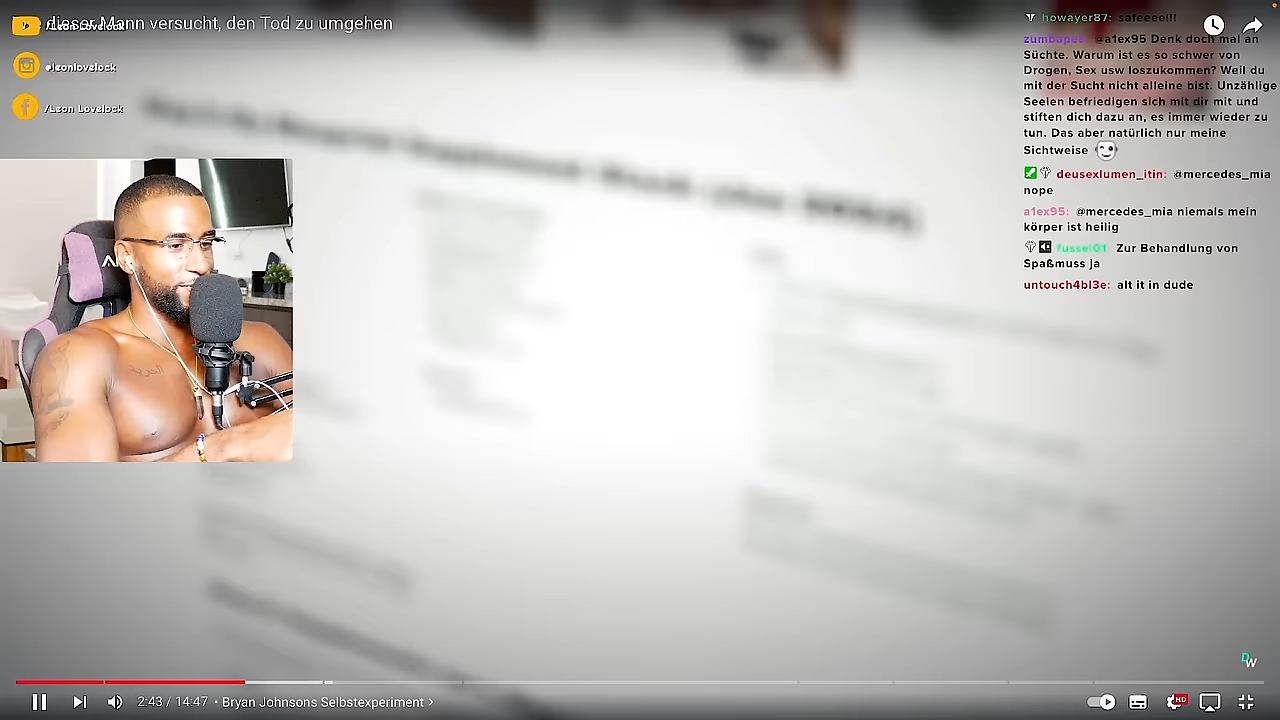 dieser Mann versucht, den Tod zu umgehen
/Leon Lovelock
@leonlovelock
/Leon Lovelock
howayer87: safeeee!!!
zumbapes: @a1ex95 Denk doch mal an
Süchte. Warum ist es so schwer von
Drogen, Sex usw loszukommen? Weil du
mit der Sucht nicht alleine bist. Unzählige
Seelen befriedigen sich mit dir mit und
stiften dich dazu an, es immer wieder zu
tun. Das aber natürlich nur meine
Sichtweise
deusexlumen_itin: @mercedes_mia
nope
a1ex95: @mercedes_mia niemals mein
körper ist heilig
fussel01: Zur Behandlung von
Spaßmuss ja
untouch4bl3e: alt it in dude
DW
2:43 / 14:47 • Bryan Johnsons Selbstexperiment >
HD